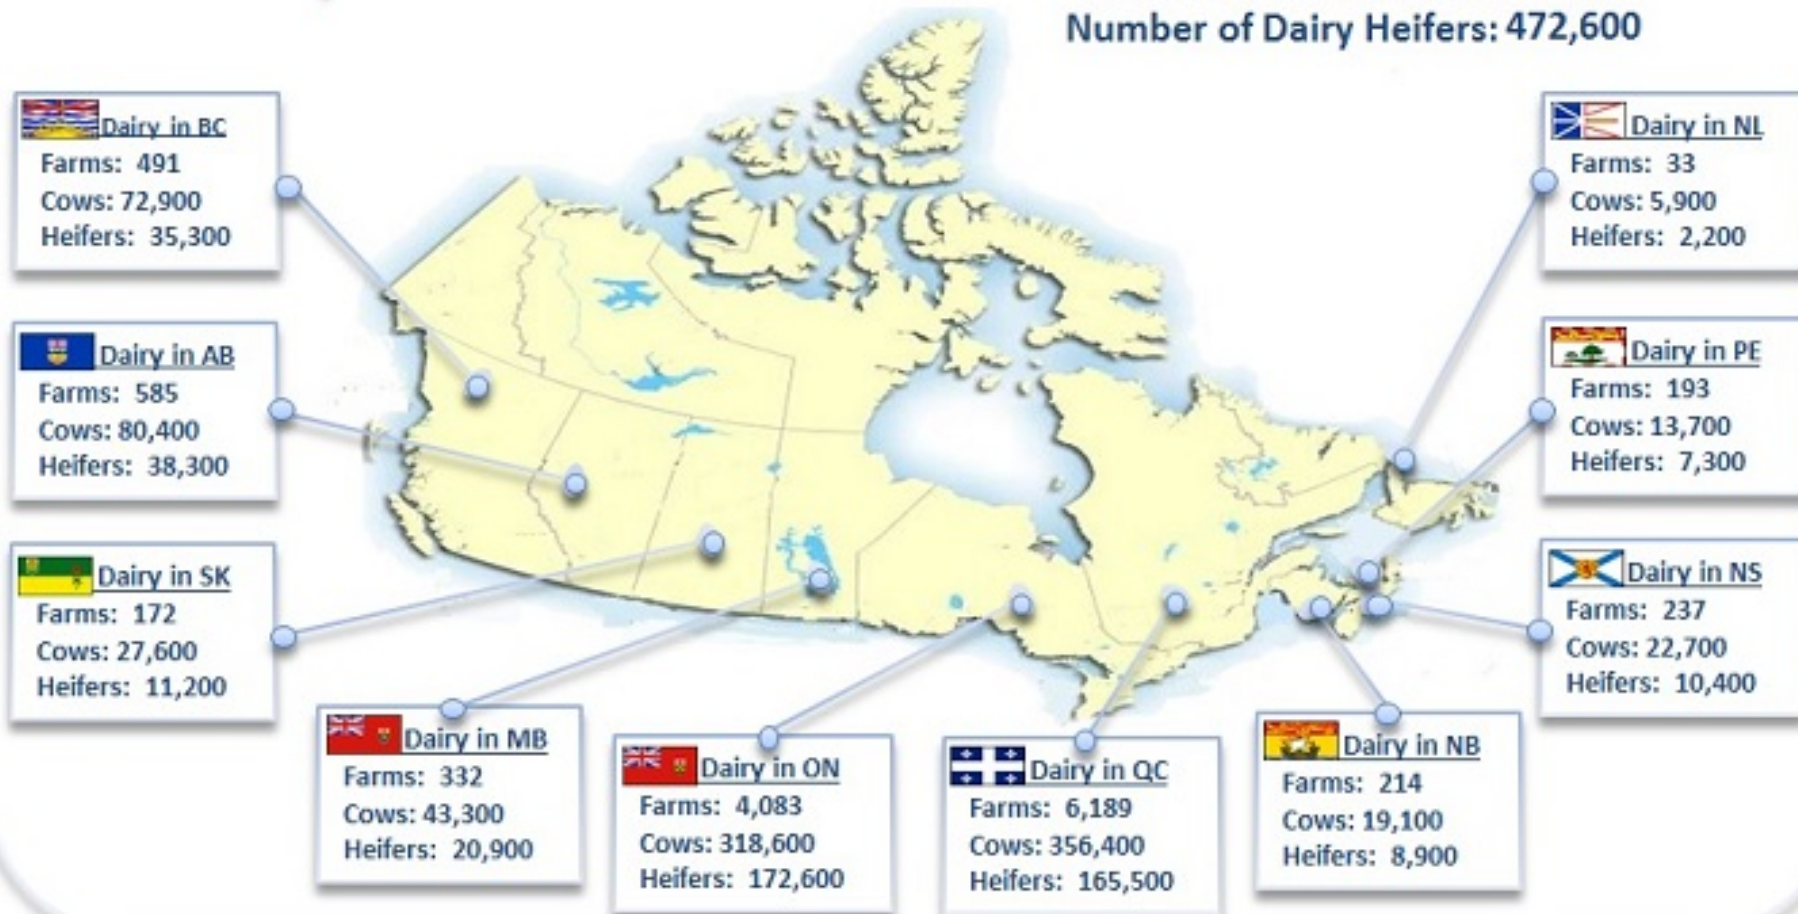 Number of Dairy Heifers: 472,600
Dairy in BC
Farms: 491
Cows: 72,900
Heifers: 35,300
Dairy in AB
Farms: 585
Cows: 80,400
Heifers: 38,300
Dairy in SK
Farms: 172
Cows: 27,600
Heifers: 11,200
Dairy in MB
Farms: 332
Cows: 43,300
Heifers: 20,900
Dairy in ON
Farms: 4,083
Cows: 318,600
Heifers: 172,600
Dairy in QC
Farms: 6,189
Cows: 356,400
Heifers: 165,500
Dairy in NB
Farms: 214
Cows: 19,100
Heifers: 8,900
Dairy in NL
Farms: 33
Cows: 5,900
Heifers: 2,200
Dairy in PE
Farms: 193
Cows: 13,700
Heifers: 7,300
Dairy in NS
Farms: 237
Cows: 22,700
Heifers: 10,400